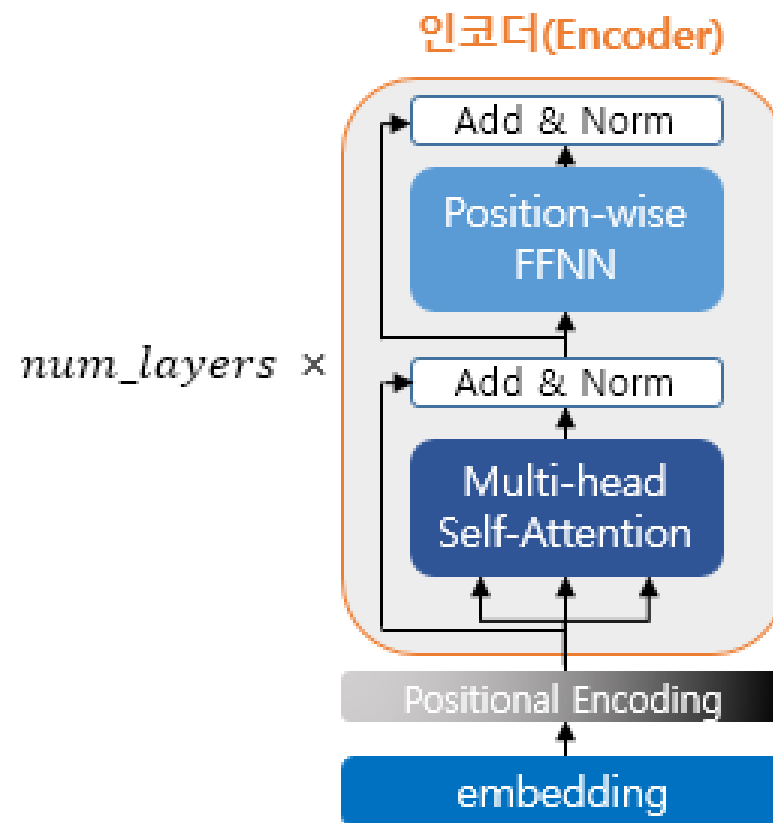 인코더(Encoder)
Add & Norm
Position-wise
FFNN
num_layers ×
Add & Norm
Multi-head
Self-Attention
Positional Encoding
embedding